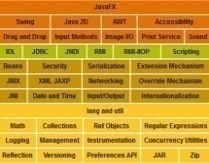 JavaFX
Swing Java 2D AWT Accessibility
Drag and Drop Input Methods Image I/O Print Service Sound
IDL JDBC JNDI RMI RMI-IIOP Scripting
Beans Security Serialization Extension Mechanism
JMX XML JAXP Networking Override Mechanism
JNI Date and Time Input/Output Internationalization
lang and util
Math Collections Ref Objects Regular Expressions
Logging Management Instrumentation Concurrency Utilities
Reflection Versioning Preferences API JAR Zip